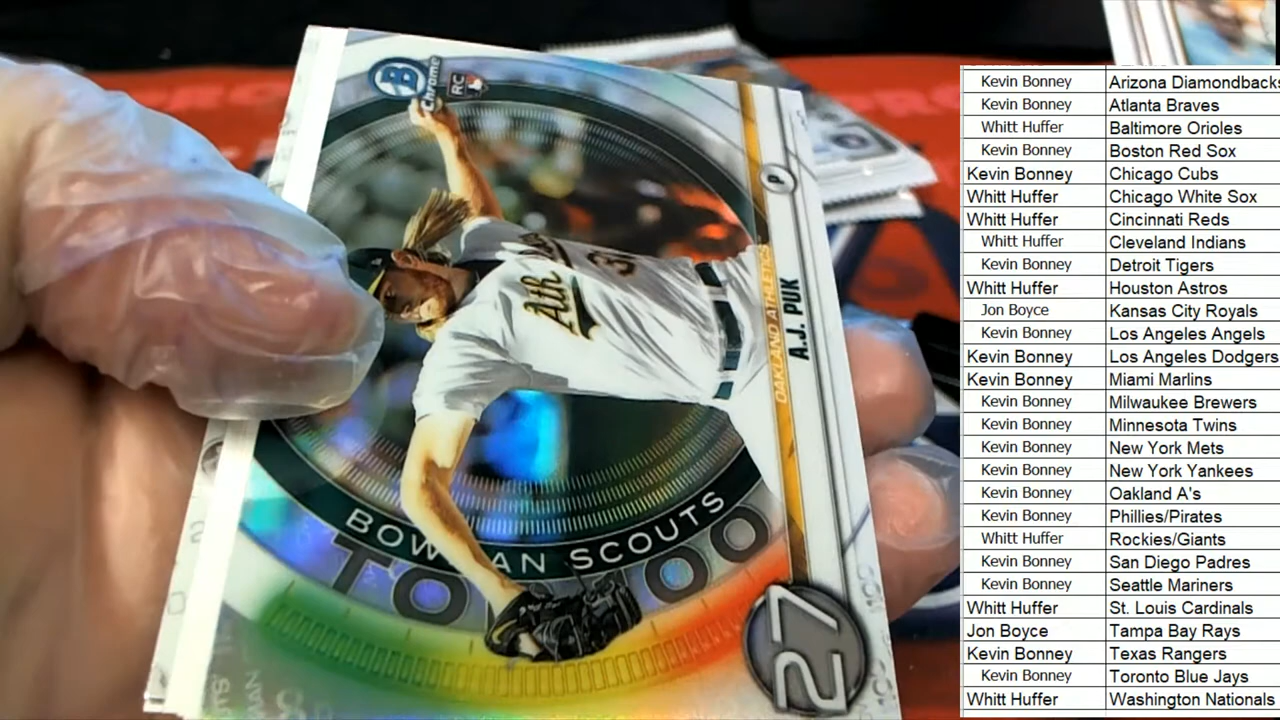 B
Chrome
RC
P
Ath
3
OAKLAND ATHLETICS
A.J. PUK
BOWMAN SCOUTS
TO 00
27
Kevin Bonney Arizona Diamondbacks
Kevin Bonney Atlanta Braves
Whitt Huffer Baltimore Orioles
Kevin Bonney Boston Red Sox
Kevin Bonney Chicago Cubs
Whitt Huffer Chicago White Sox
Whitt Huffer Cincinnati Reds
Whitt Huffer Cleveland Indians
Kevin Bonney Detroit Tigers
Whitt Huffer Houston Astros
Jon Boyce Kansas City Royals
Kevin Bonney Los Angeles Angels
Kevin Bonney Los Angeles Dodgers
Kevin Bonney Miami Marlins
Kevin Bonney Milwaukee Brewers
Kevin Bonney Minnesota Twins
Kevin Bonney New York Mets
Kevin Bonney New York Yankees
Kevin Bonney Oakland A's
Kevin Bonney Phillies/Pirates
Whitt Huffer Rockies/Giants
Kevin Bonney San Diego Padres
Kevin Bonney Seattle Mariners
Whitt Huffer St. Louis Cardinals
Jon Boyce Tampa Bay Rays
Kevin Bonney Texas Rangers
Kevin Bonney Toronto Blue Jays
Whitt Huffer Washington Nationals